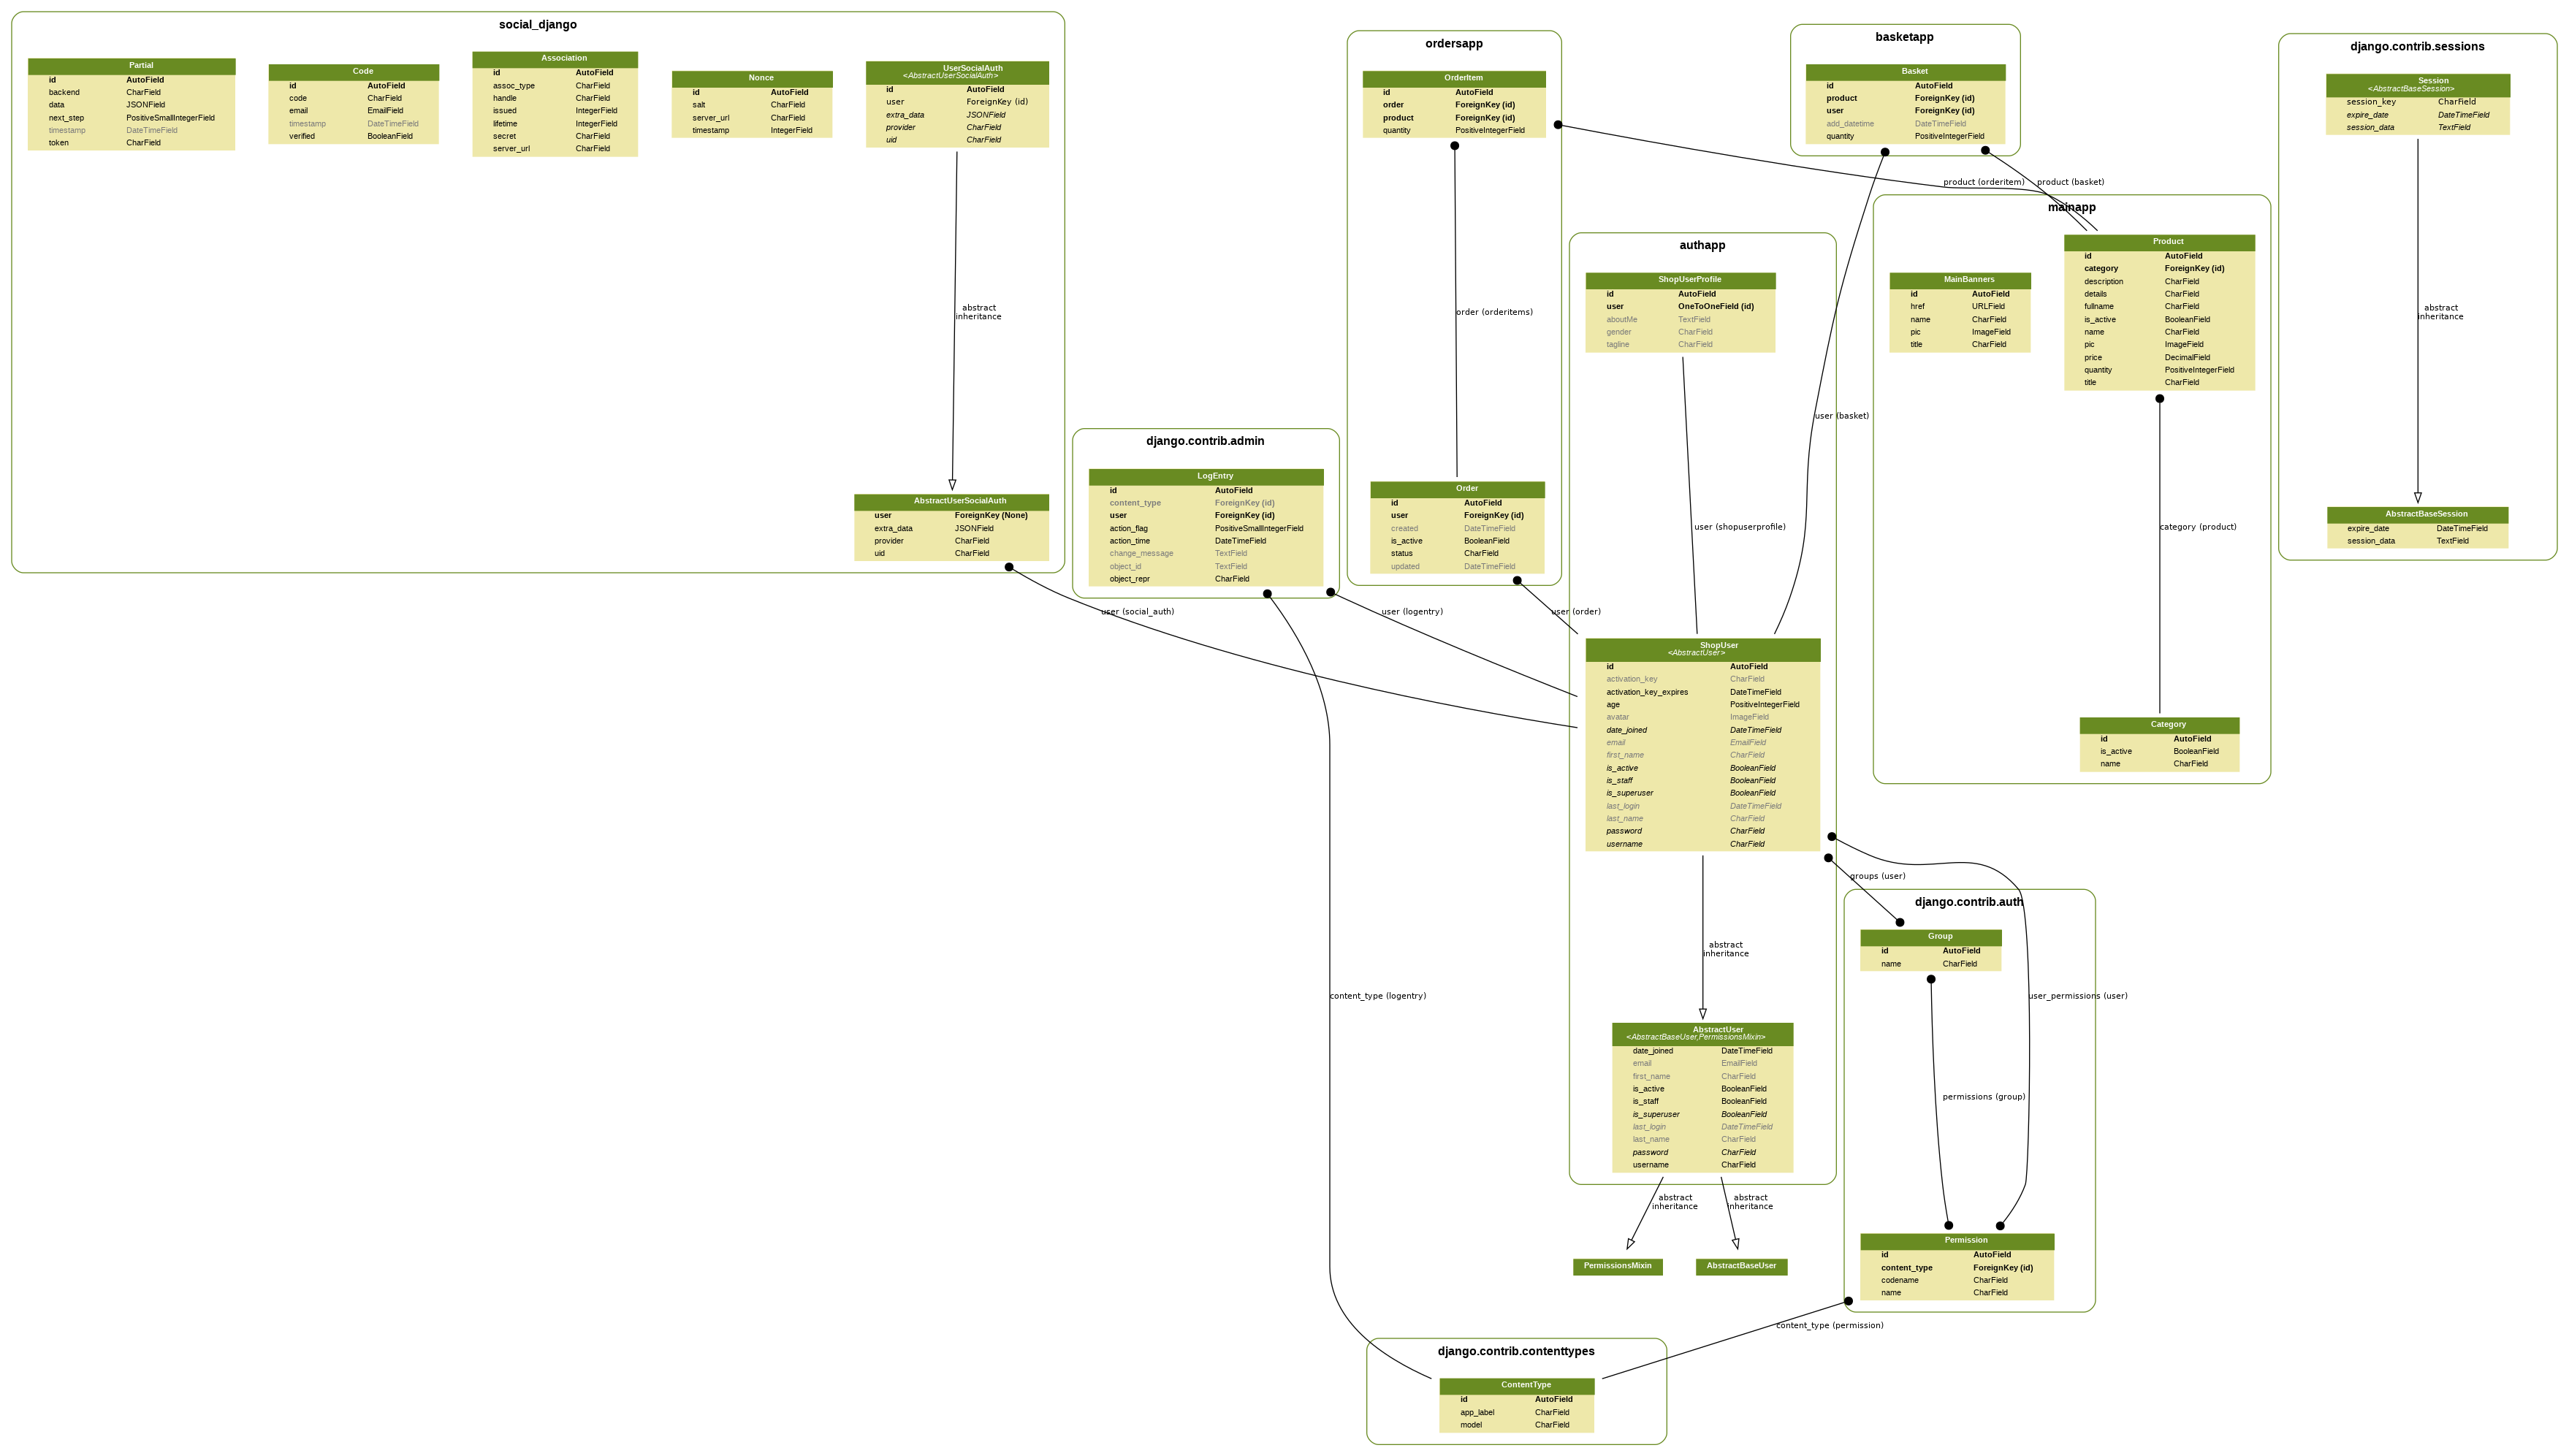 social_django
Partial
id AutoField
backend CharField
data JSONField
next_step PositiveSmallIntegerField
timestamp DateTimeField
token CharField
Code
id AutoField
code CharField
email EmailField
timestamp DateTimeField
verified BooleanField
Association
id AutoField
assoc_type CharField
handle CharField
issued IntegerField
lifetime IntegerField
secret CharField
server_url CharField
Nonce
id AutoField
salt CharField
server_url CharField
timestamp IntegerField
UserSocialAuth
<AbstractUserSocialAuth>
id AutoField
user ForeignKey (id)
extra_data JSONField
provider CharField
uid CharField
abstract
inheritance
AbstractUserSocialAuth
user ForeignKey (None)
extra_data JSONField
provider CharField
uid CharField
user (social_auth)
django.contrib.admin
LogEntry
id AutoField
content_type ForeignKey (id)
user ForeignKey (id)
action_flag PositiveSmallIntegerField
action_time DateTimeField
change_message TextField
object_id TextField
object_repr CharField
user (logentry)
content_type (logentry)
ordersapp
OrderItem
id AutoField
order ForeignKey (id)
product ForeignKey (id)
quantity PositiveIntegerField
order (orderitems)
Order
id AutoField
user ForeignKey (id)
created DateTimeField
is_active BooleanField
status CharField
updated DateTimeField
user (order)
basketapp
Basket
id AutoField
product ForeignKey (id)
user ForeignKey (id)
add_datetime DateTimeField
quantity PositiveIntegerField
product (orderitem)
product (basket)
user (basket)
authapp
ShopUserProfile
id AutoField
user OneToOneField (id)
aboutMe TextField
gender CharField
tagline CharField
user (shopuserprofile)
ShopUser
<AbstractUser>
id AutoField
activation_key CharField
activation_key_expires DateTimeField
age PositiveIntegerField
avatar ImageField
date_joined DateTimeField
email EmailField
first_name CharField
is_active BooleanField
is_staff BooleanField
is_superuser BooleanField
last_login DateTimeField
last_name CharField
password CharField
username CharField
abstract
inheritance
AbstractUser
<AbstractBaseUser,PermissionsMixin>
date_joined DateTimeField
email EmailField
first_name CharField
is_active BooleanField
is_staff BooleanField
is_superuser BooleanField
last_login DateTimeField
last_name CharField
password CharField
username CharField
abstract
inheritance
abstract
inheritance
PermissionsMixin
AbstractBaseUser
mainapp
MainBanners
id AutoField
href URLField
name CharField
pic ImageField
title CharField
Product
id AutoField
category ForeignKey (id)
description CharField
details CharField
fullname CharField
is_active BooleanField
name CharField
pic ImageField
price DecimalField
quantity PositiveIntegerField
title CharField
category (product)
Category
id AutoField
is_active BooleanField
name CharField
django.contrib.sessions
Session
<AbstractBaseSession>
session_key CharField
expire_date DateTimeField
session_data TextField
abstract
inheritance
AbstractBaseSession
expire_date DateTimeField
session_data TextField
groups (user)
django.contrib.auth
Group
id AutoField
name CharField
user_permissions (user)
permissions (group)
Permission
id AutoField
content_type ForeignKey (id)
codename CharField
name CharField
content_type (permission)
django.contrib.contenttypes
ContentType
id AutoField
app_label CharField
model CharField